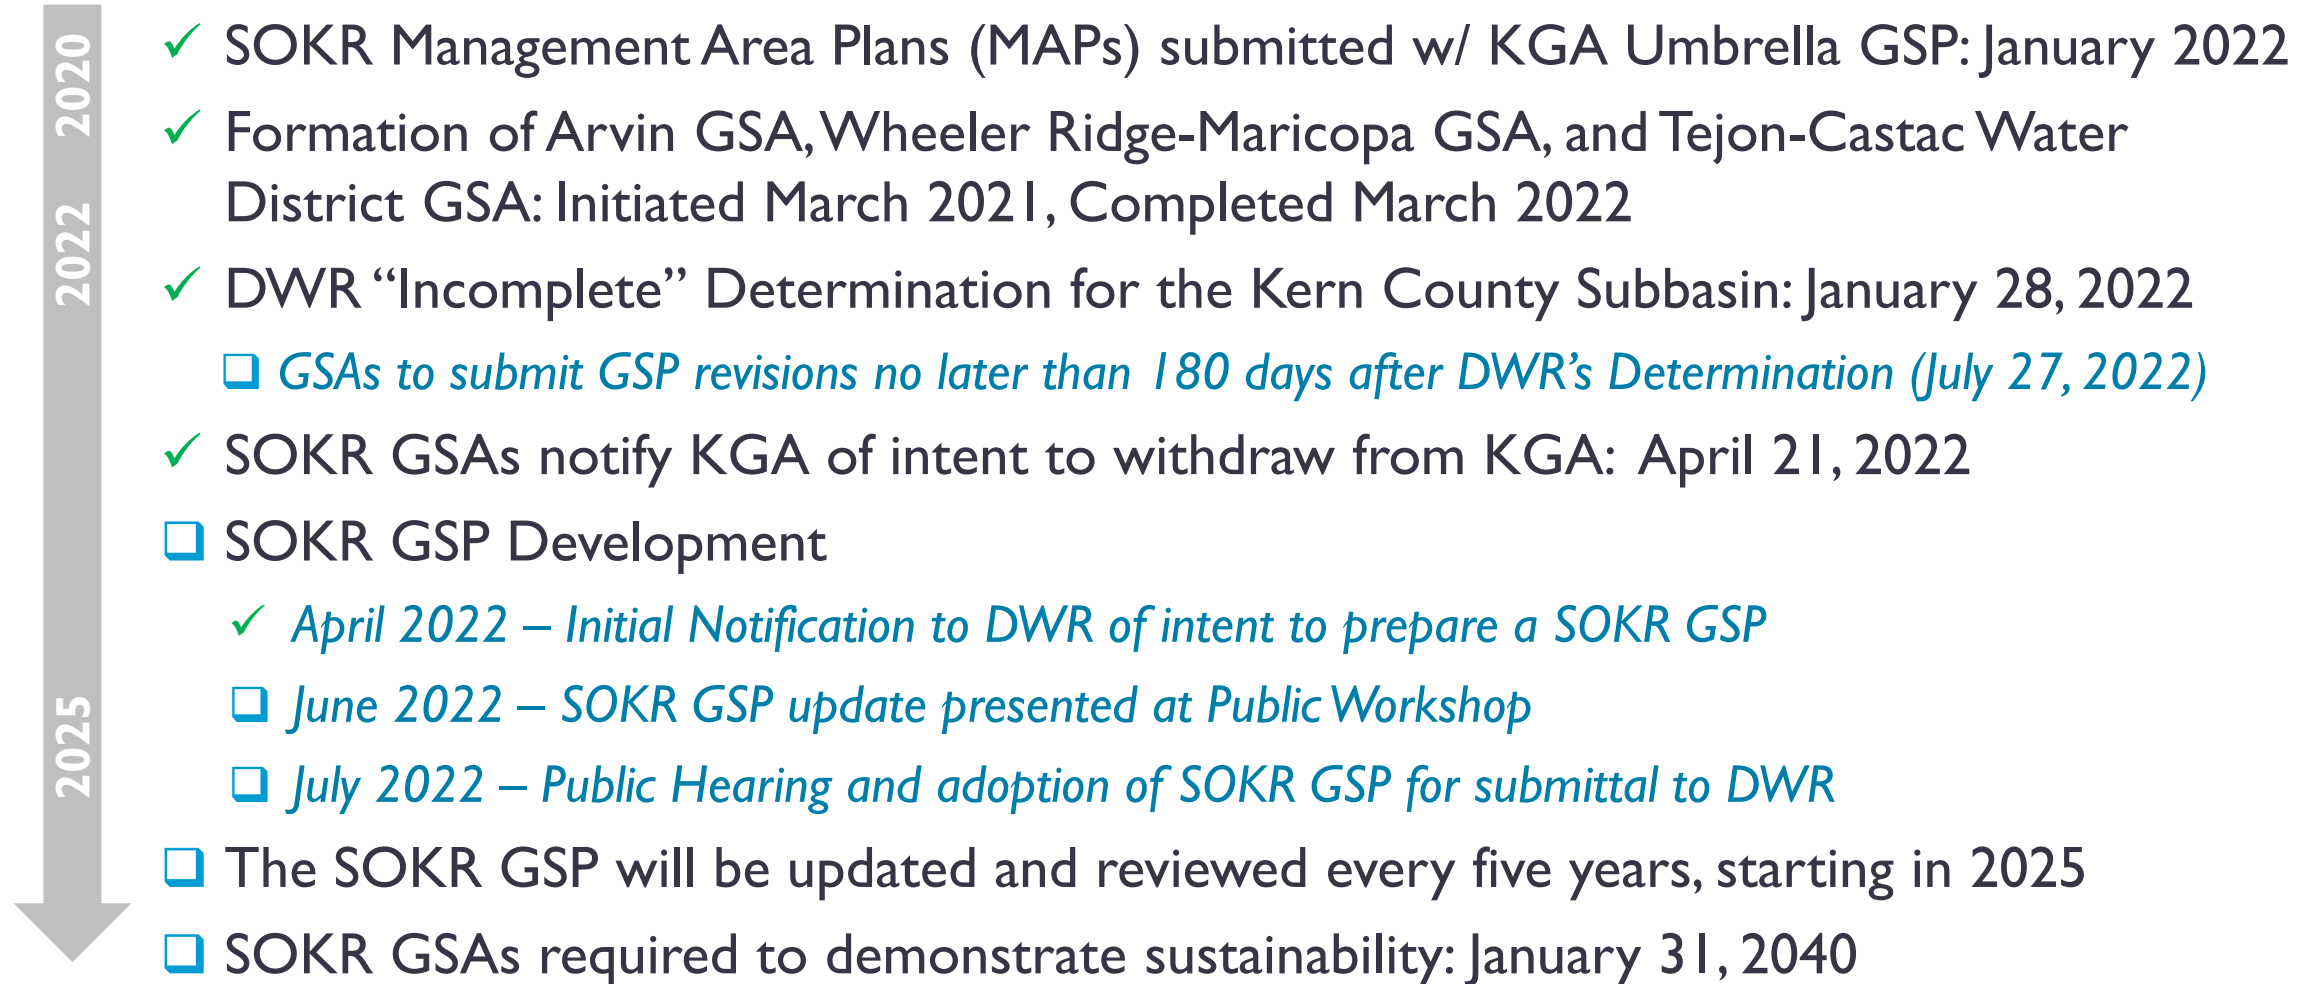 2020
2022
2025
✓ SOKR Management Area Plans (MAPs) submitted w/ KGA Umbrella GSP: January 2022
✓ Formation of Arvin GSA, Wheeler Ridge-Maricopa GSA, and Tejon-Castac Water
District GSA: Initiated March 2021, Completed March 2022
✓ DWR “Incomplete” Determination for the Kern County Subbasin: January 28, 2022
❑ GSAs to submit GSP revisions no later than 180 days after DWR’s Determination (July 27, 2022)
✓ SOKR GSAs notify KGA of intent to withdraw from KGA: April 21, 2022
❑ SOKR GSP Development
✓ April 2022 – Initial Notification to DWR of intent to prepare a SOKR GSP
❑ June 2022 – SOKR GSP update presented at Public Workshop
❑ July 2022 – Public Hearing and adoption of SOKR GSP for submittal to DWR
❑ The SOKR GSP will be updated and reviewed every five years, starting in 2025
❑ SOKR GSAs required to demonstrate sustainability: January 31, 2040